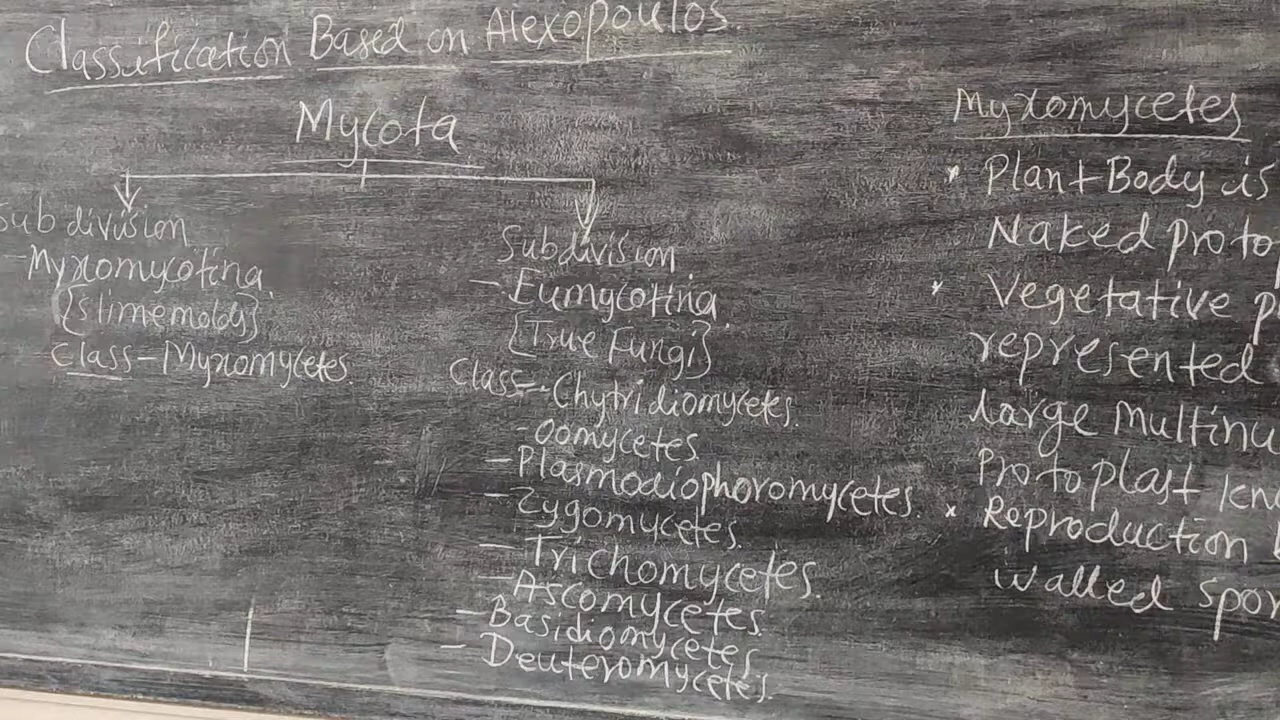 Classification Based on Alexopoulos.
Mycota
Sub division
- Myxomycotina.
{Slimemolds}
Class - Myxomycetes.
Subdivision.
- Eumycotina.
{True Fungi}
Class - Chytridiomycetes.
- Oomycetes.
- Plasmodiophoromycetes.
- Zygomycetes.
- Trichomycetes.
- Ascomycetes.
- Basidiomycetes
- Deuteromycetes.
Myxomycetes
* Plant Body is
Naked proto
* Vegetative p
represented
large multinu
Protoplast
* Reproduction
walled spor